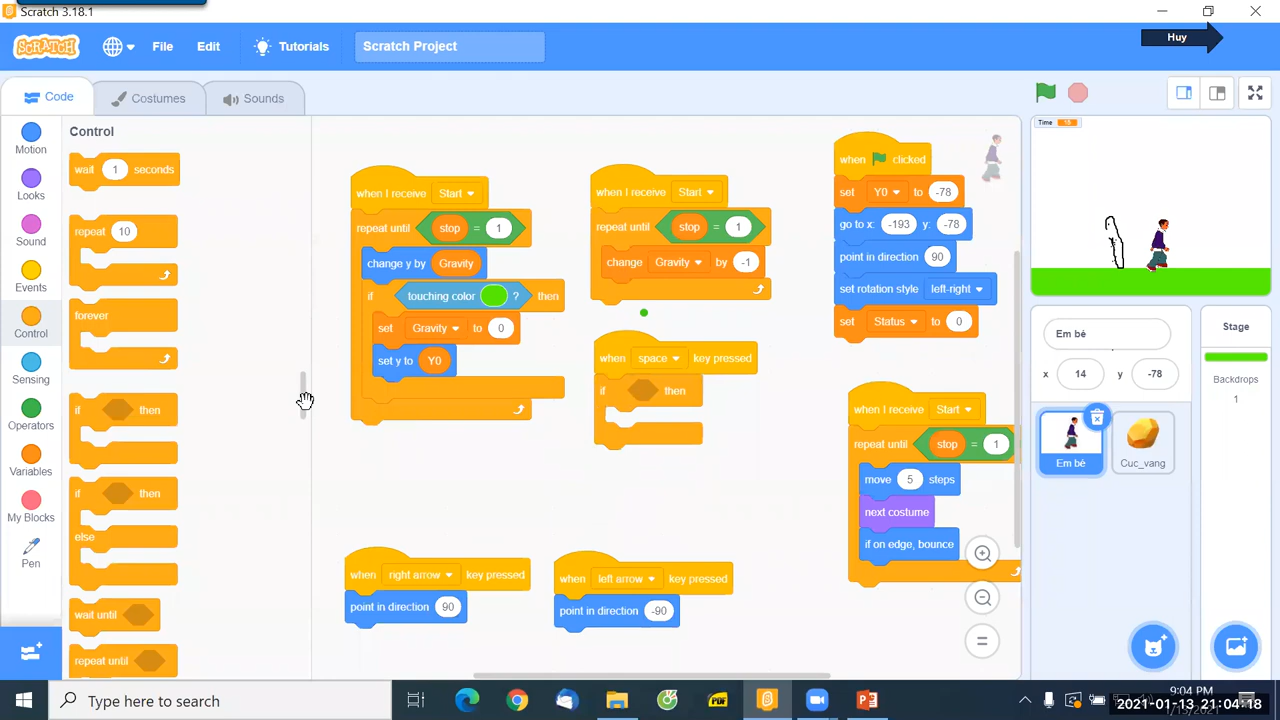 Scratch 3.18.1
Huy
SCRATCH
File
Edit
Tutorials
Scratch Project
Code
Costumes
Sounds
Motion
Looks
Sound
Events
Control
Sensing
Operators
Variables
My Blocks
Pen
Control
wait 1 seconds
repeat 10
forever
if then
if then
else
wait until
repeat until
when I receive Start
repeat until stop = 1
change y by Gravity
if touching color ? then
set Gravity to 0
set y to Y0
when I receive Start
repeat until stop = 1
change Gravity by -1
when space key pressed
if then
when right arrow key pressed
point in direction 90
when left arrow key pressed
point in direction -90
when clicked
set Y0 to -78
go to x: -193 y: -78
point in direction 90
set rotation style left-right
set Status to 0
when I receive Start
repeat until stop = 1
move 5 steps
next costume
if on edge, bounce
Time
Em bé
x 14 y -78
Em bé
Cuc_vang
Stage
Backdrops
1
Type here to search
PDF
9:04 PM
2021-01-13 21:04:18